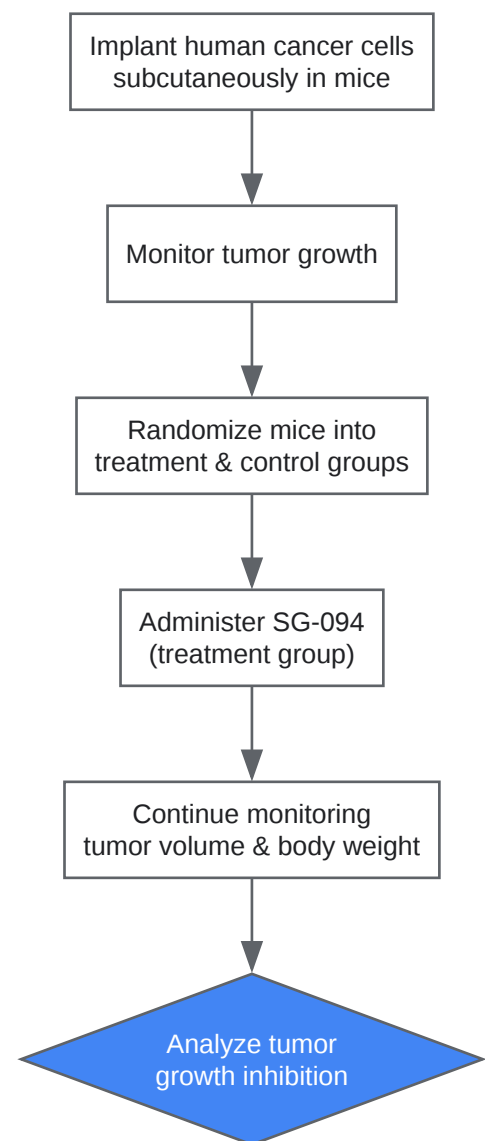 Implant human cancer cells
subcutaneously in mice
Monitor tumor growth
Randomize mice into
treatment & control groups
Administer SG-094
(treatment group)
Continue monitoring
tumor volume & body weight
Analyze tumor
growth inhibition